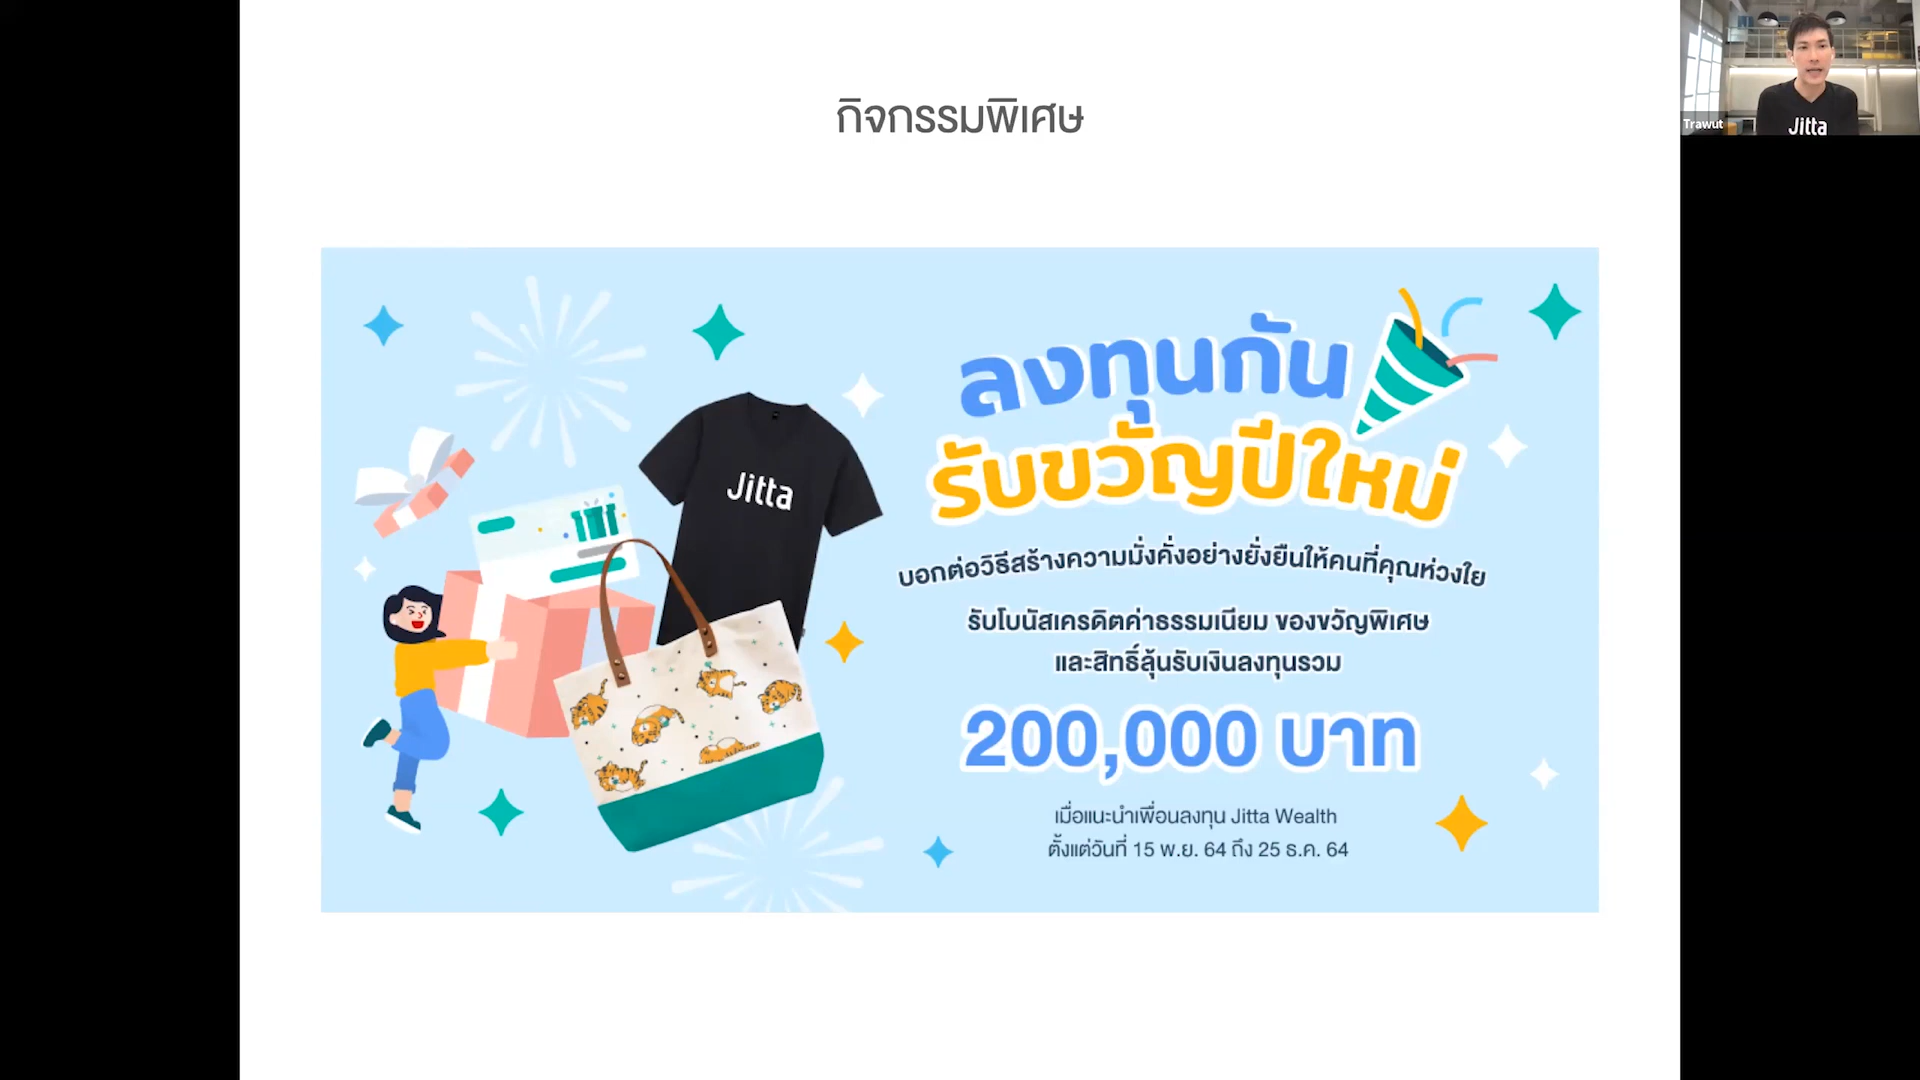 กิจกรรมพิเศษ
Trawut
Jitta
Jitta
ลงทุนกัน
รับขวัญปีใหม่
บอกต่อวิธีสร้างความมั่งคั่งอย่างยั่งยืนให้คนที่คุณห่วงใย
รับโบนัสเครดิตค่าธรรมเนียม ของขวัญพิเศษ
และสิทธิ์ลุ้นรับเงินลงทุนรวม
200,000 บาท
เมื่อแนะนำเพื่อนลงทุน Jitta Wealth
ตั้งแต่วันที่ 15 พ.ย. 64 ถึง 25 ธ.ค. 64